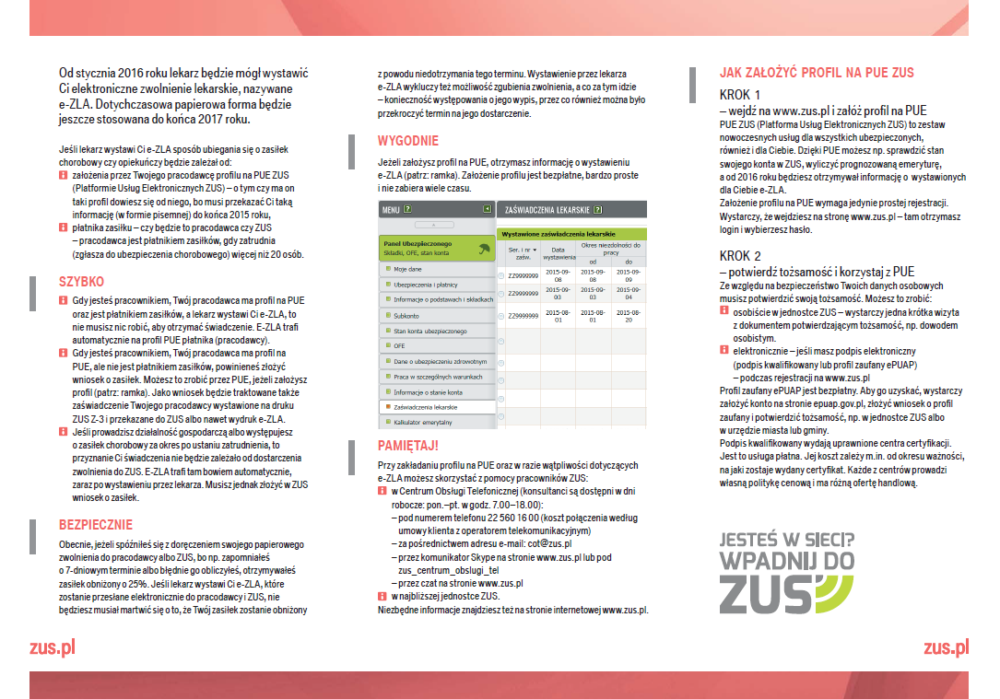 Od stycznia 2016 roku lekarz będzie mógł wystawić
Ci elektroniczne zwolnienie lekarskie, nazywane
e-ZLA. Dotychczasowa papierowa forma będzie
jeszcze stosowana do końca 2017 roku.
Jeśli lekarz wystawi Ci e-ZLA sposób ubiegania się o zasiłek
chorobowy czy opiekuńczy będzie zależał od:
założenia przez Twojego pracodawcę profilu na PUE ZUS
(Platformie Usług Elektronicznych ZUS) – o tym czy ma on
taki profil dowiesz się od niego, bo musi przekazać Ci taką
informację (w formie pisemnej) do końca 2015 roku,
płatnika zasiłku – czy będzie to pracodawca czy ZUS
– pracodawca jest płatnikiem zasiłków, gdy zatrudnia
(zgłasza do ubezpieczenia chorobowego) więcej niż 20 osób.
SZYBKO
Gdy jesteś pracownikiem, Twój pracodawca ma profil na PUE
oraz jest płatnikiem zasiłków, a lekarz wystawi Ci e-ZLA, to
nie musisz nic robić, aby otrzymać świadczenie. E-ZLA trafi
automatycznie na profil PUE płatnika (pracodawcy).
Gdy jesteś pracownikiem, Twój pracodawca ma profil na
PUE, ale nie jest płatnikiem zasiłków, powinieneś złożyć
wniosek o zasiłek. Możesz to zrobić przez PUE, jeżeli założysz
profil (patrz: ramka). Jako wniosek będzie traktowane także
zaświadczenie Twojego pracodawcy wystawione na druku
ZUS Z-3 i przekazane do ZUS albo nawet wydruk e-ZLA.
Jeśli prowadzisz działalność gospodarczą albo występujesz
o zasiłek chorobowy za okres po ustaniu zatrudnienia, to
przyznanie Ci świadczenia nie będzie zależało od dostarczenia
zwolnienia do ZUS. E-ZLA trafi tam bowiem automatycznie,
zaraz po wystawieniu przez lekarza. Musisz jednak złożyć w ZUS
wniosek o zasiłek.
BEZPIECZNIE
Obecnie, jeżeli spóźniłeś się z doręczeniem swojego papierowego
zwolnienia do pracodawcy albo ZUS, bo np. zapomniałeś
o 7-dniowym terminie albo błędnie go obliczyłeś, otrzymywałeś
zasiłek obniżony o 25%. Jeśli lekarz wystawi Ci e-ZLA, które
zostanie przesłane elektronicznie do pracodawcy i ZUS, nie
będziesz musiał martwić się o to, że Twój zasiłek zostanie obniżony
z powodu niedotrzymania tego terminu. Wystawienie przez lekarza
e-ZLA wykluczy też możliwość zgubienia zwolnienia, a co za tym idzie
– konieczność występowania o jego wypis, przez co również można było
przekroczyć termin na jego dostarczenie.
WYGODNIE
Jeżeli założysz profil na PUE, otrzymasz informację o wystawieniu
e-ZLA (patrz: ramka). Założenie profilu jest bezpłatne, bardzo proste
i nie zabiera wiele czasu.
MENU ?
Panel Ubezpieczonego
Składki, OFE, stan konta
Moje dane
Ubezpieczenia i płatnicy
Informacje o podstawach i składkach
Subkonto
Stan konta ubezpieczonego
OFE
Dane o ubezpieczeniu zdrowotnym
Praca w szczególnych warunkach
Informacje o stanie konta
Zaświadczenia lekarskie
Kalkulator emerytalny
ZAŚWIADCZENIA LEKARSKIE ?
Wystawione zaświadczenia lekarskie
Ser. i nr zaśw. Data wystawienia Okres niezdolności do pracy
od do
ZZ9999999 2015-09-08 2015-09-08 2015-09-09
ZZ9999999 2015-09-03 2015-09-03 2015-09-04
ZZ9999999 2015-08-01 2015-08-01 2015-08-20
PAMIĘTAJ!
Przy zakładaniu profilu na PUE oraz w razie wątpliwości dotyczących
e-ZLA możesz skorzystać z pomocy pracowników ZUS:
w Centrum Obsługi Telefonicznej (konsultanci są dostępni w dni
robocze: pon.–pt. w godz. 7.00–18.00):
– pod numerem telefonu 22 560 16 00 (koszt połączenia według
umowy klienta z operatorem telekomunikacyjnym)
– za pośrednictwem adresu e-mail: cot@zus.pl
– przez komunikator Skype na stronie www.zus.pl lub pod
zus_centrum_obslugi_tel
– przez czat na stronie www.zus.pl
w najbliższej jednostce ZUS.
Niezbędne informacje znajdziesz też na stronie internetowej www.zus.pl.
JAK ZAŁOŻYĆ PROFIL NA PUE ZUS
KROK 1
– wejdź na www.zus.pl i załóż profil na PUE
PUE ZUS (Platforma Usług Elektronicznych ZUS) to zestaw
nowoczesnych usług dla wszystkich ubezpieczonych,
również i dla Ciebie. Dzięki PUE możesz np. sprawdzić stan
swojego konta w ZUS, wyliczyć prognozowaną emeryturę,
a od 2016 roku będziesz otrzymywał informację o wystawionych
dla Ciebie e-ZLA.
Założenie profilu na PUE wymaga jedynie prostej rejestracji.
Wystarczy, że wejdziesz na stronę www.zus.pl – tam otrzymasz
login i wybierzesz hasło.
KROK 2
– potwierdź tożsamość i korzystaj z PUE
Ze względu na bezpieczeństwo Twoich danych osobowych
musisz potwierdzić swoją tożsamość. Możesz to zrobić:
osobiście w jednostce ZUS – wystarczy jedna krótka wizyta
z dokumentem potwierdzającym tożsamość, np. dowodem
osobistym.
elektronicznie – jeśli masz podpis elektroniczny
(podpis kwalifikowany lub profil zaufany ePUAP)
– podczas rejestracji na www.zus.pl
Profil zaufany ePUAP jest bezpłatny. Aby go uzyskać, wystarczy
założyć konto na stronie epuap.gov.pl, złożyć wniosek o profil
zaufany i potwierdzić tożsamość, np. w jednostce ZUS albo
w urzędzie miasta lub gminy.
Podpis kwalifikowany wydają uprawnione centra certyfikacji.
Jest to usługa płatna. Jej koszt zależy m.in. od okresu ważności,
na jaki zostaje wydany certyfikat. Każde z centrów prowadzi
własną politykę cenową i ma różną ofertę handlową.
JESTEŚ W SIECI?
WPADNIJ DO
ZUS
zus.pl
zus.pl